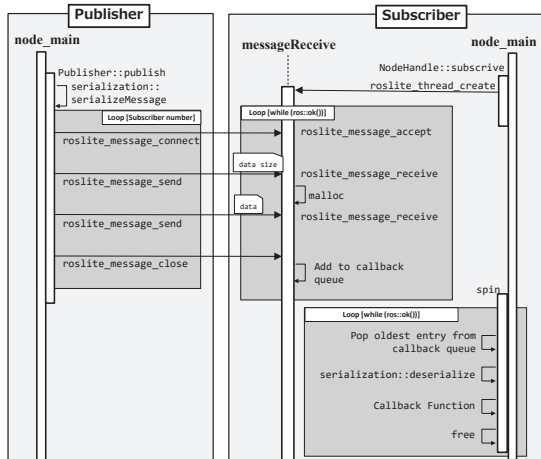 Publisher
Subscriber
node_main
messageReceive
node_main
Publisher::publish
serialization::
serializeMessage
NodeHandle::subscrive
roslite_thread_create
Loop [Subscriber number]
Loop [while (ros::ok())]
roslite_message_connect
roslite_message_accept
data size
roslite_message_send
roslite_message_receive
malloc
data
roslite_message_send
roslite_message_receive
roslite_message_close
Add to callback
queue
spin
Loop [while (ros::ok())]
Pop oldest entry from
callback queue
serialization::deserialize
Callback Function
free